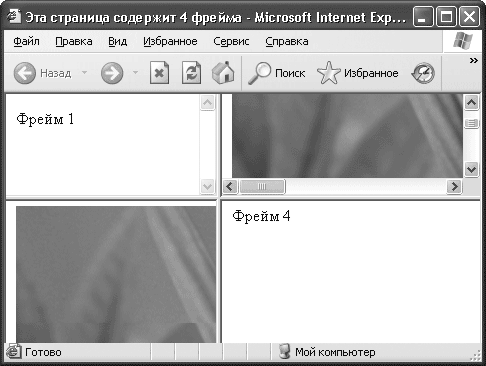 Эта страница содержит 4 фрейма - Microsoft Internet Exp...
Файл Правка Вид Избранное Сервис Справка
Назад Поиск Избранное
Фрейм 1
Фрейм 4
Готово Мой компьютер